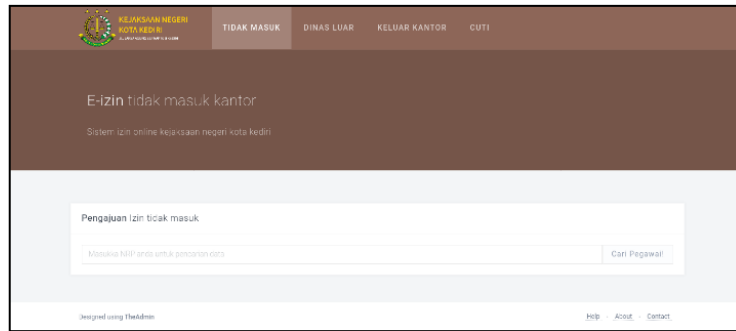 KEJAKSAAN NEGERI
KOTA KEDIRI
TIDAK MASUK
DINAS LUAR
KELUAR KANTOR
CUTI
E-izin tidak masuk kantor
Sistem izin online kejaksaan negeri kota kediri
Pengajuan Izin tidak masuk
NIP anda untuk pencarian data
Cari Pegawai!
Designed using TheAdmin
Help
About
Contact